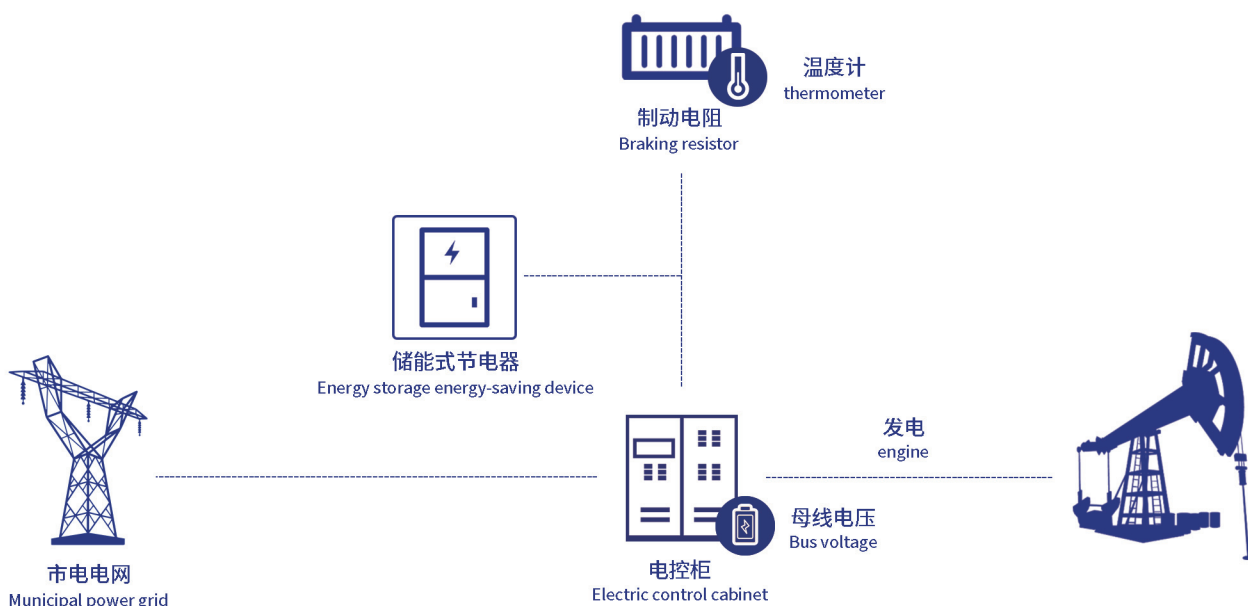 温度计
thermometer
制动电阻
Braking resistor
储能式节电器
Energy storage energy-saving device
发电
engine
母线电压
Bus voltage
市电电网
Municipal power grid
电控柜
Electric control cabinet